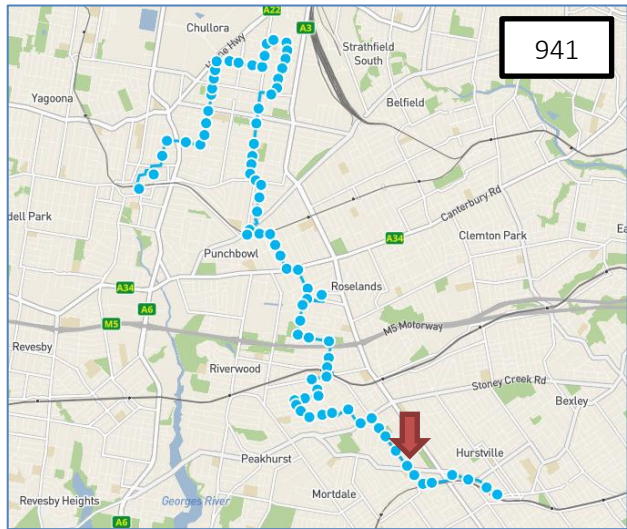 A22
Chullora
A3
941
Hume Hwy
Strathfield
South
Yagoona
Belfield
dell Park
Canterbury Rd
Punchbowl
A34
Clemton Park
Ea
A34
A6
Roselands
M5
M5 Motorway
Revesby
Riverwood
Stoney Creek Rd
Bexley
Hurstville
Peakhurst
Mortdale
Revesby Heights
Georges River
A6